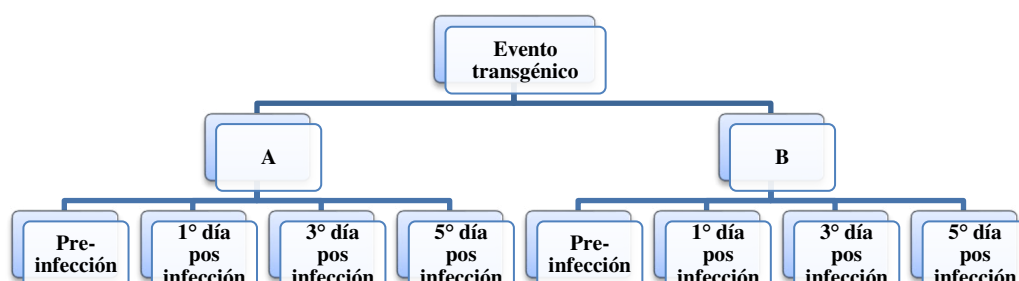 Evento
transgénico
A
B
Pre-
infección
1° día
pos
infección
3° día
pos
infección
5° día
pos
infección
Pre-
infección
1° día
pos
infección
3° día
pos
infección
5° día
pos
infección